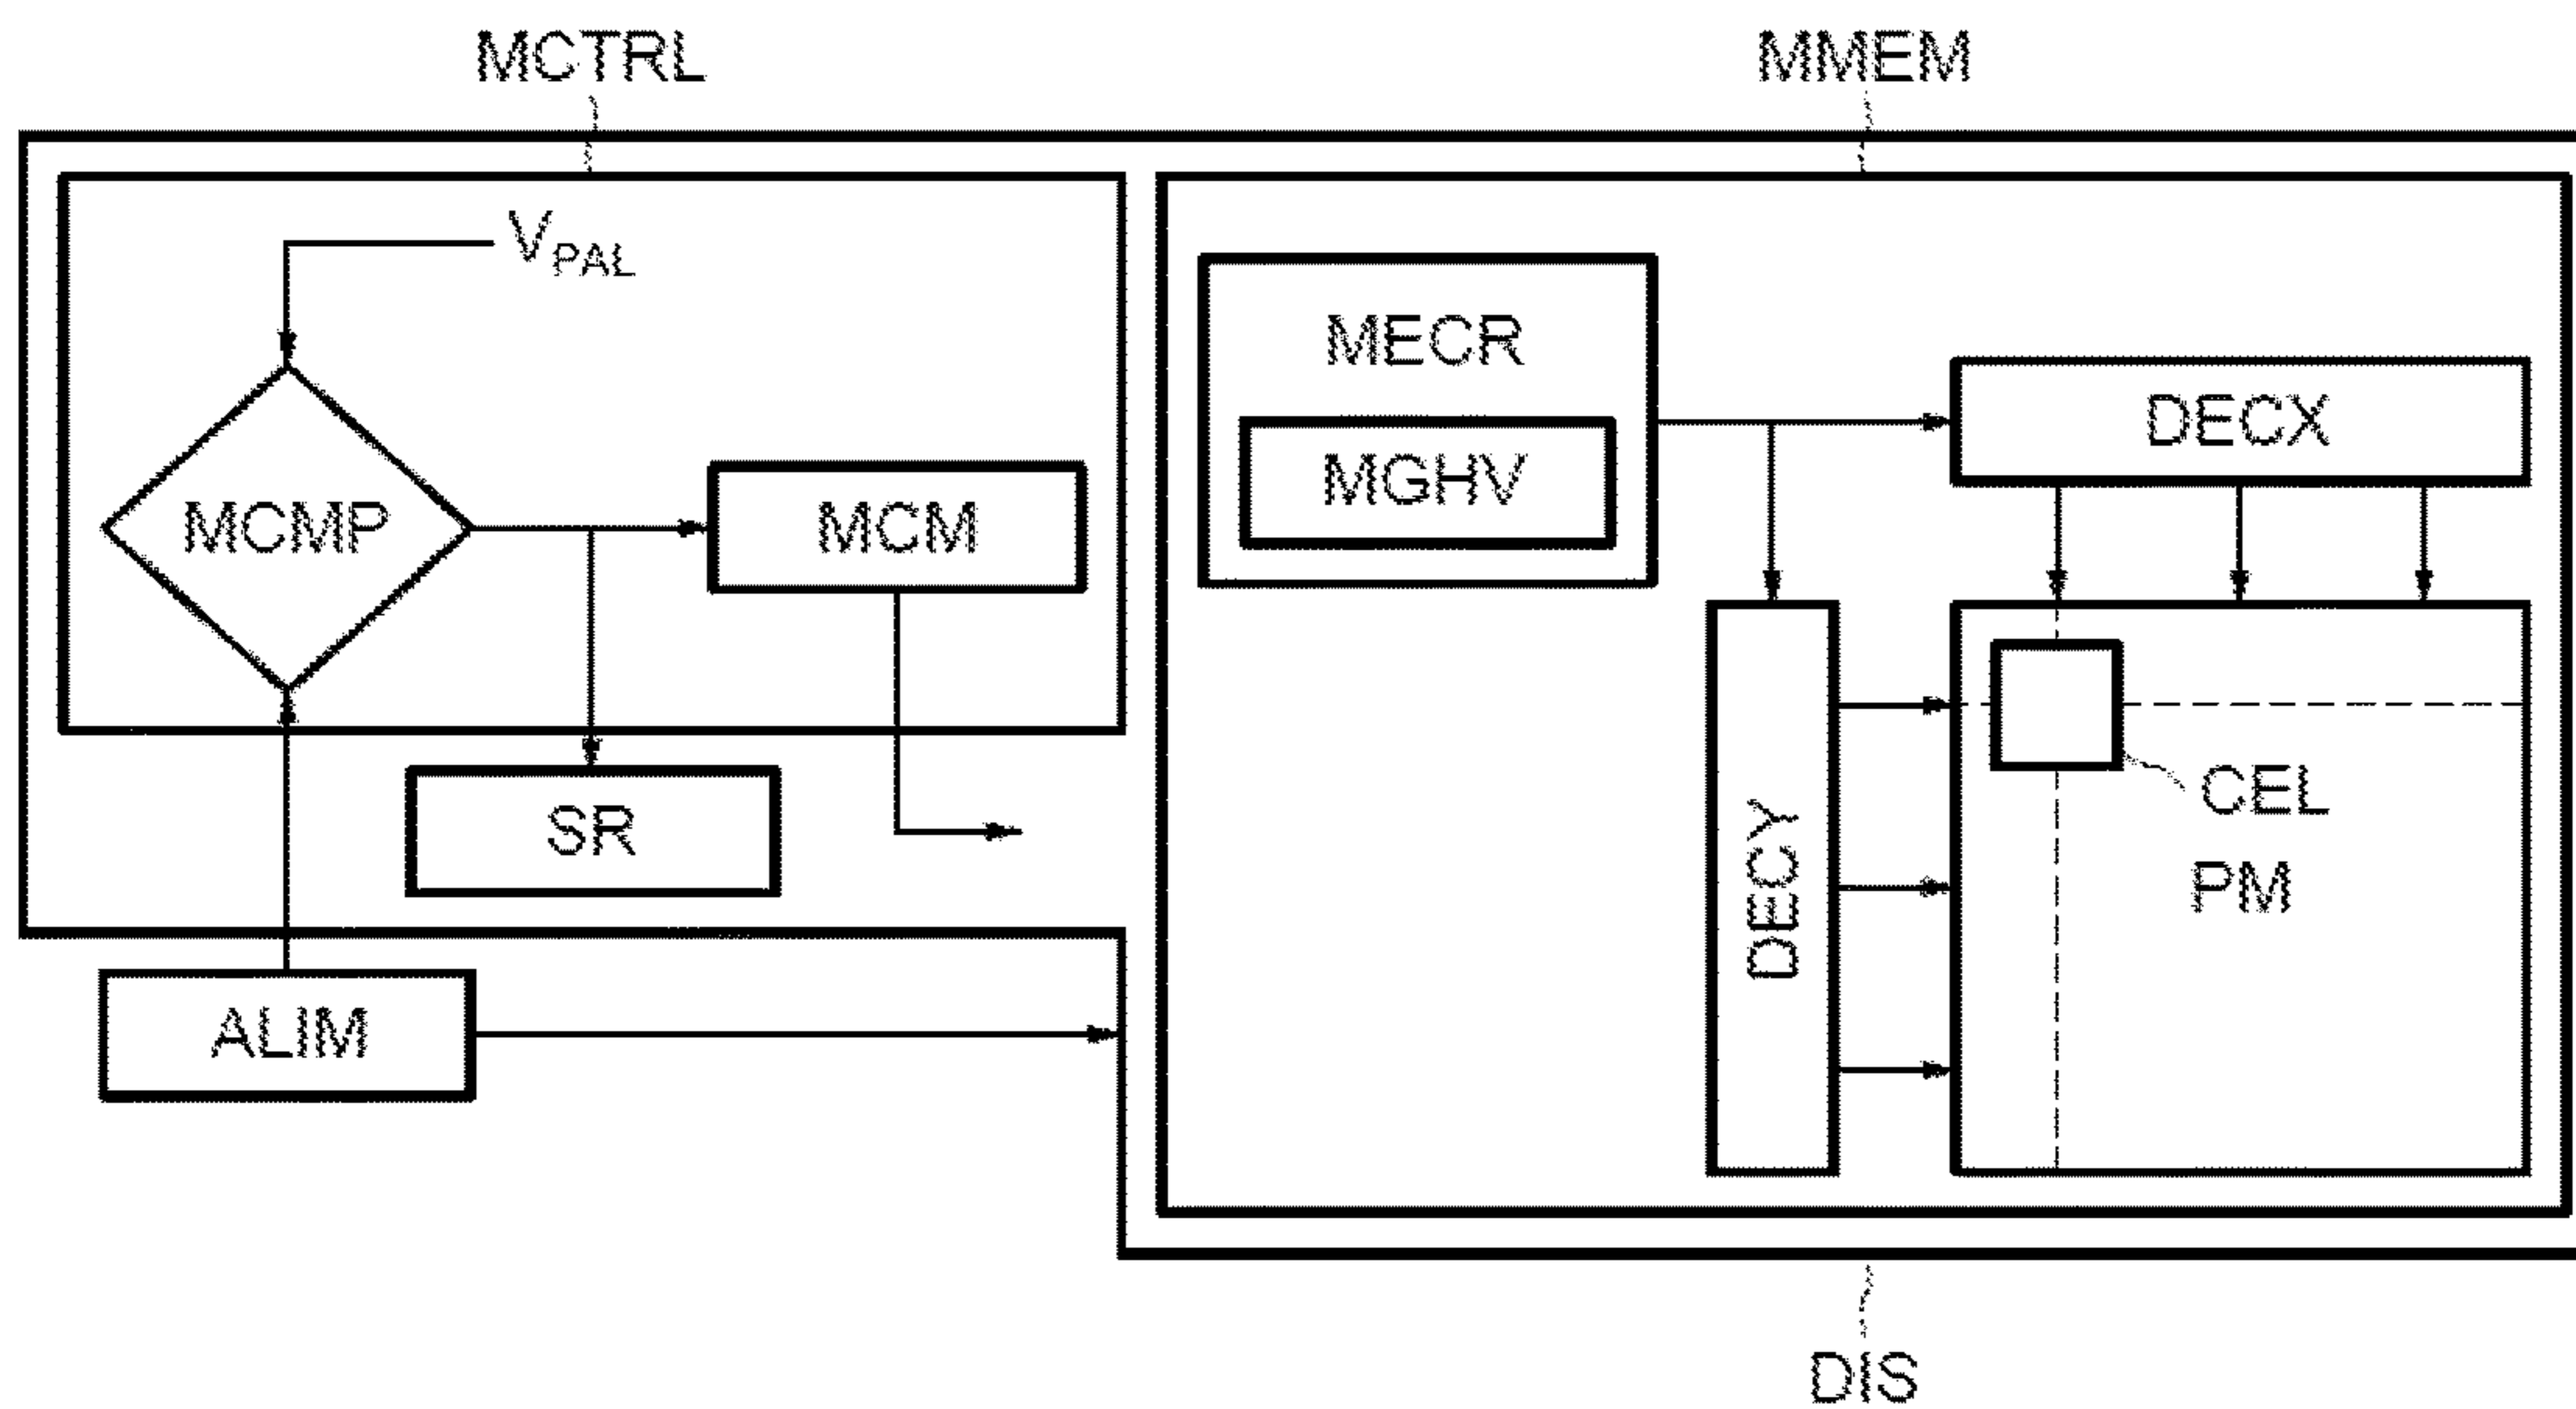 MCTRL
MMEM
VPAL
MECR
DECX
MGHV
MCMP
MCM
CEL
SR
PM
DECY
ALIM
DIS